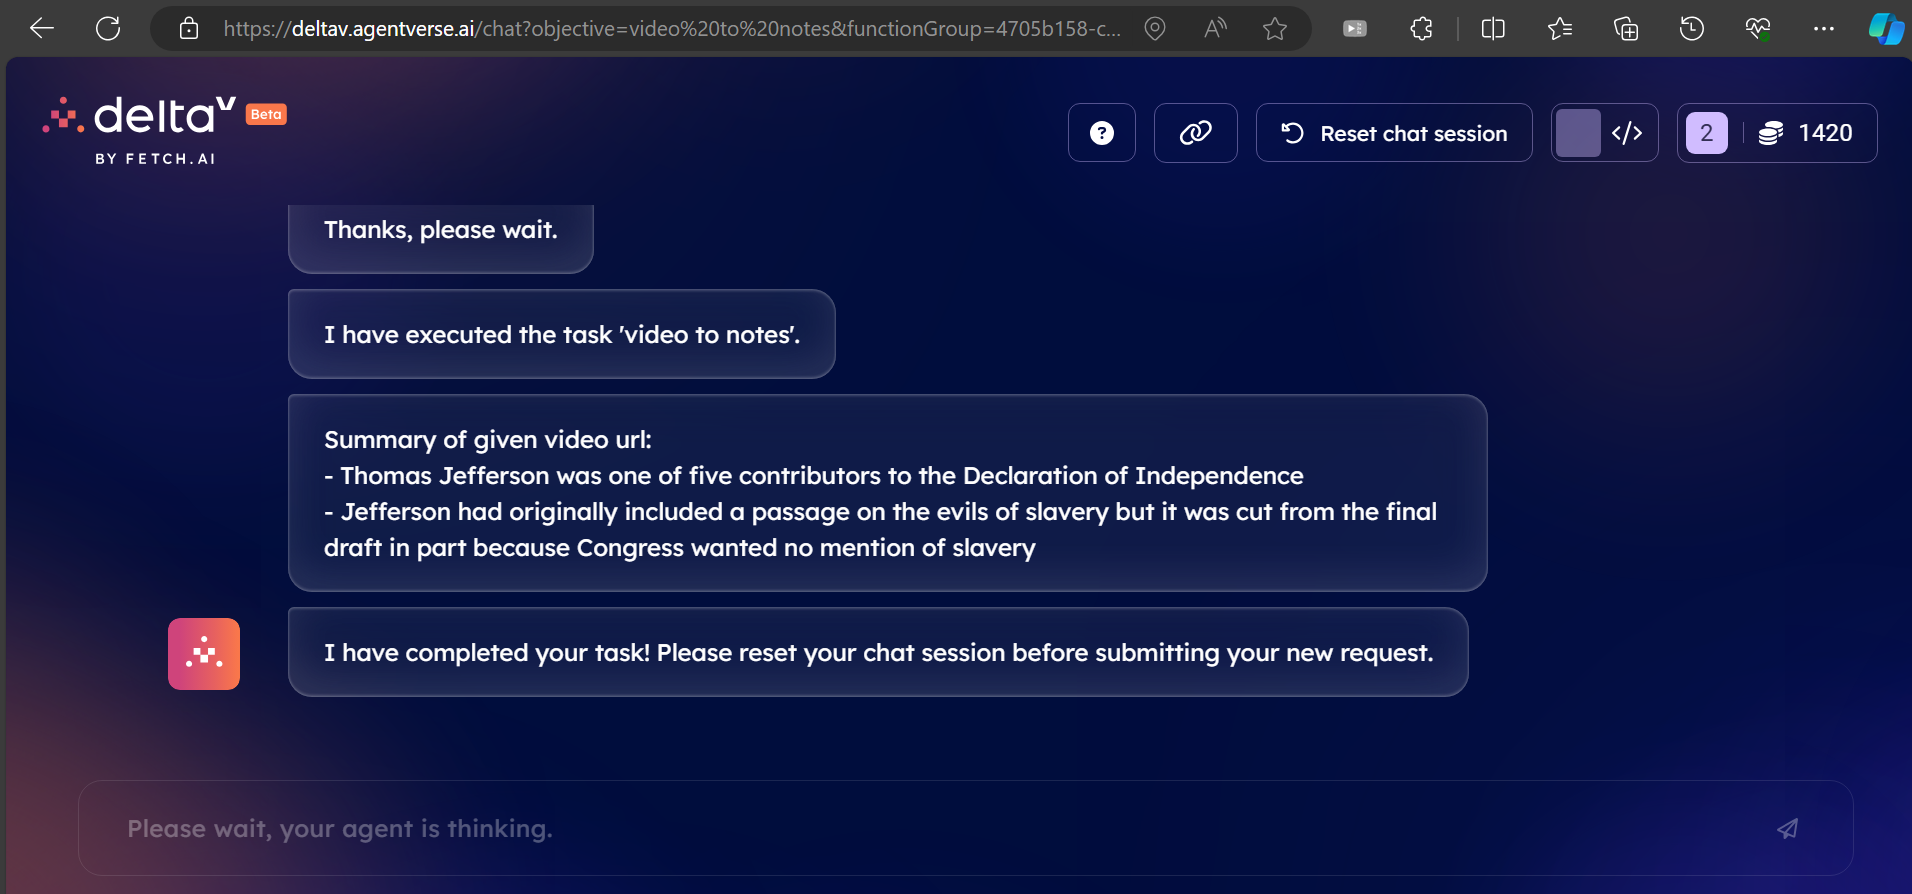 https://deltav.agentverse.ai/chat?objective=video%20to%20notes&functionGroup=4705b158-c...
delta v Beta
BY FETCH.AI
Reset chat session
</>
2
1420
Thanks, please wait.
I have executed the task 'video to notes'.
Summary of given video url:
- Thomas Jefferson was one of five contributors to the Declaration of Independence
- Jefferson had originally included a passage on the evils of slavery but it was cut from the final
draft in part because Congress wanted no mention of slavery
I have completed your task! Please reset your chat session before submitting your new request.
Please wait, your agent is thinking.